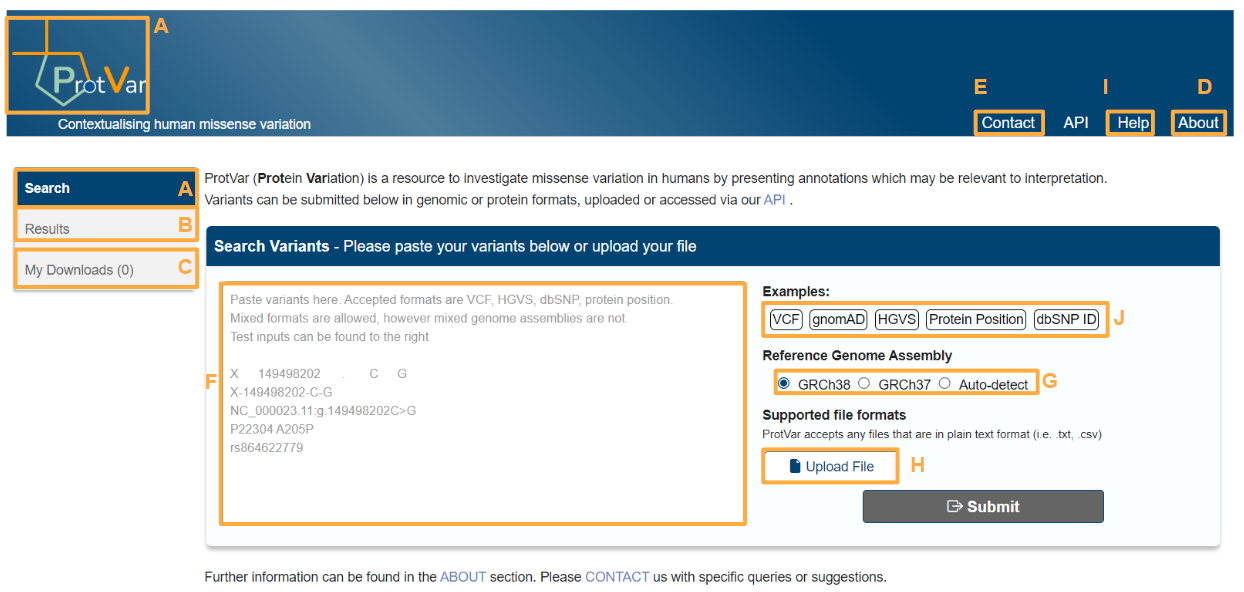 A
ProtVar
Contextualising human missense variation
E I D
Contact API Help About
Search A
Results B
My Downloads (0) C
ProtVar (Protein Variation) is a resource to investigate missense variation in humans by presenting annotations which may be relevant to interpretation.
Variants can be submitted below in genomic or protein formats, uploaded or accessed via our API .
Search Variants - Please paste your variants below or upload your file
F
Paste variants here. Accepted formats are VCF, HGVS, dbSNP, protein position.
Mixed formats are allowed, however mixed genome assemblies are not.
Test inputs can be found to the right
X 149498202 . C G
X-149498202-C-G
NC_000023.11:g.149498202C>G
P22304 A205P
rs864622779
Examples:
VCF gnomAD HGVS Protein Position dbSNP ID J
Reference Genome Assembly
GRCh38 GRCh37 Auto-detect G
Supported file formats
ProtVar accepts any files that are in plain text format (i.e. .txt, .csv)
Upload File H
Submit
Further information can be found in the ABOUT section. Please CONTACT us with specific queries or suggestions.